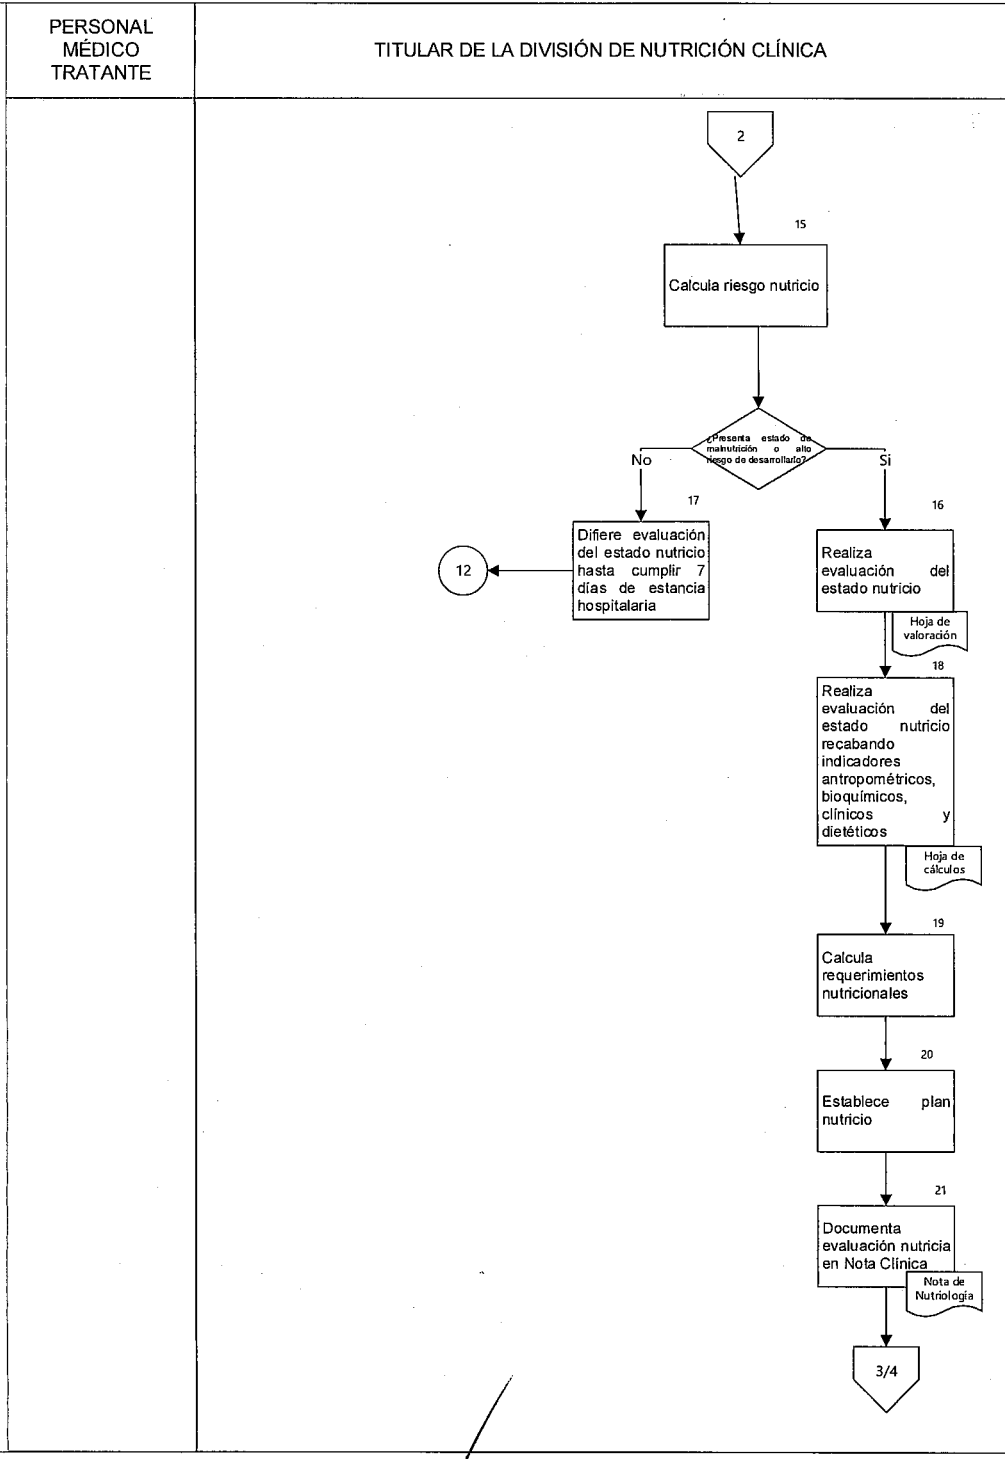 PERSONAL
MÉDICO
TRATANTE
TITULAR DE LA DIVISIÓN DE NUTRICIÓN CLÍNICA
2
15
Calcula riesgo nutricio
¿Presenta estado de
malnutrición o alto
riesgo de desarrollarlo?
No
Si
17
Difiere evaluación
del estado nutricio
hasta cumplir 7
días de estancia
hospitalaria
12
16
Realiza
evaluación del
estado nutricio
Hoja de
valoración
18
Realiza
evaluación del
estado nutricio
recabando
indicadores
antropométricos,
bioquímicos,
clínicos y
dietéticos
Hoja de
cálculos
19
Calcula
requerimientos
nutricionales
20
Establece plan
nutricio
21
Documenta
evaluación nutricia
en Nota Clínica
Nota de
Nutriología
3/4